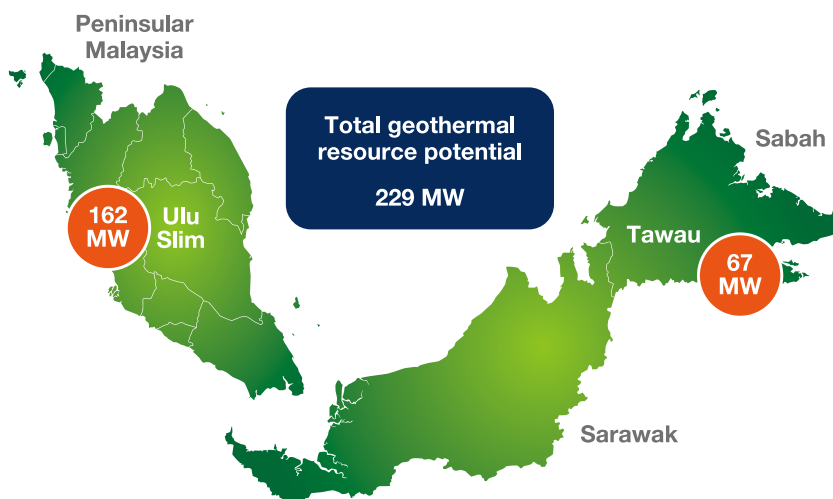 Peninsular
Malaysia
Total geothermal
resource potential
229 MW
Sabah
162
MW
Ulu
Slim
Tawau
67
MW
Sarawak